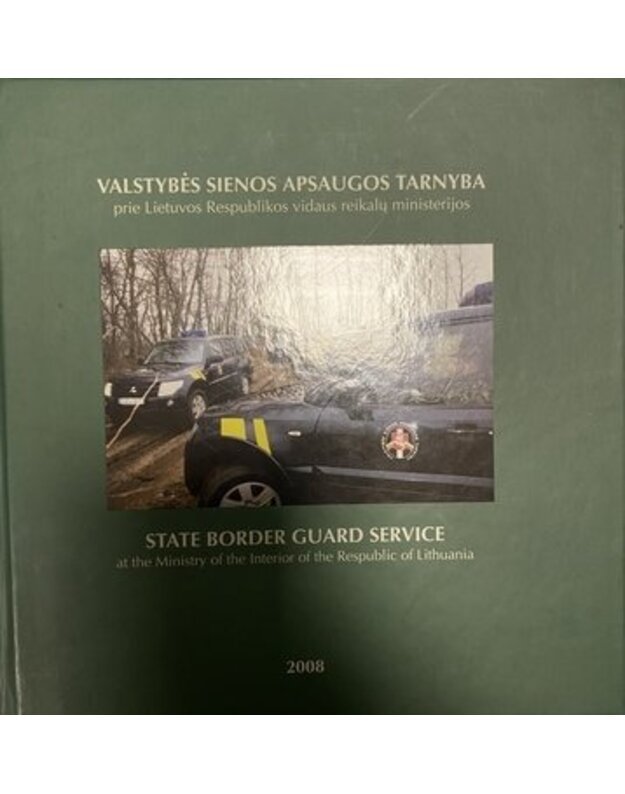 VALSTYBĖS SIENOS APSAUGOS TARNYBA
prie Lietuvos Respublikos vidaus reikalų ministerijos
STATE BORDER GUARD SERVICE
at the Ministry of the Interior of the Respublic of Lithuania
2008